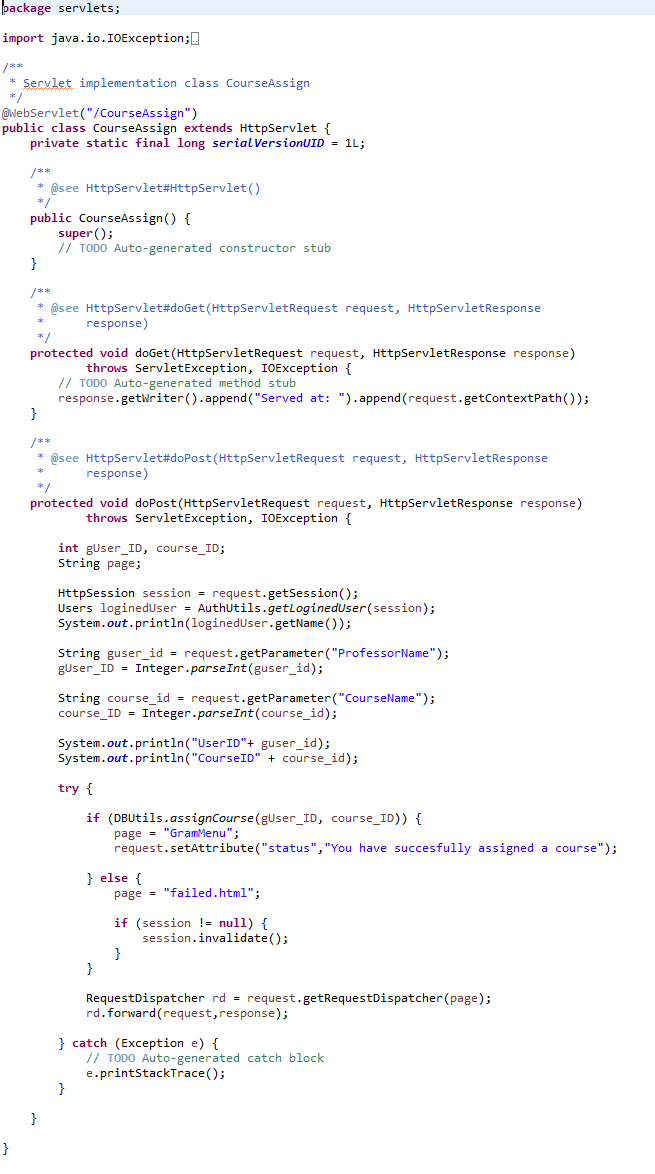 package servlets;
import java.io.IOException;
/**
 * Servlet implementation class CourseAssign
 */
@WebServlet("/CourseAssign")
public class CourseAssign extends HttpServlet {
    private static final long serialVersionUID = 1L;
    /**
     * @see HttpServlet#HttpServlet()
     */
    public CourseAssign() {
        super();
        // TODO Auto-generated constructor stub
    }
    /**
     * @see HttpServlet#doGet(HttpServletRequest request, HttpServletResponse
     *      response)
     */
    protected void doGet(HttpServletRequest request, HttpServletResponse response)
            throws ServletException, IOException {
        // TODO Auto-generated method stub
        response.getWriter().append("Served at: ").append(request.getContextPath());
    }
    /**
     * @see HttpServlet#doPost(HttpServletRequest request, HttpServletResponse
     *      response)
     */
    protected void doPost(HttpServletRequest request, HttpServletResponse response)
            throws ServletException, IOException {
        int gUser_ID, course_ID;
        String page;
        HttpSession session = request.getSession();
        Users loginedUser = AuthUtils.getLoginedUser(session);
        System.out.println(loginedUser.getName());
        String guser_id = request.getParameter("ProfessorName");
        gUser_ID = Integer.parseInt(guser_id);
        String course_id = request.getParameter("CourseName");
        course_ID = Integer.parseInt(course_id);
        System.out.println("UserID"+ guser_id);
        System.out.println("CourseID" + course_id);
        try {
            if (DBUtils.assignCourse(gUser_ID, course_ID)) {
                page = "GramMenu";
                request.setAttribute("status","You have succesfully assigned a course");
            } else {
                page = "failed.html";
                if (session != null) {
                    session.invalidate();
                }
            }
            RequestDispatcher rd = request.getRequestDispatcher(page);
            rd.forward(request,response);
        } catch (Exception e) {
            // TODO Auto-generated catch block
            e.printStackTrace();
        }
    }
}